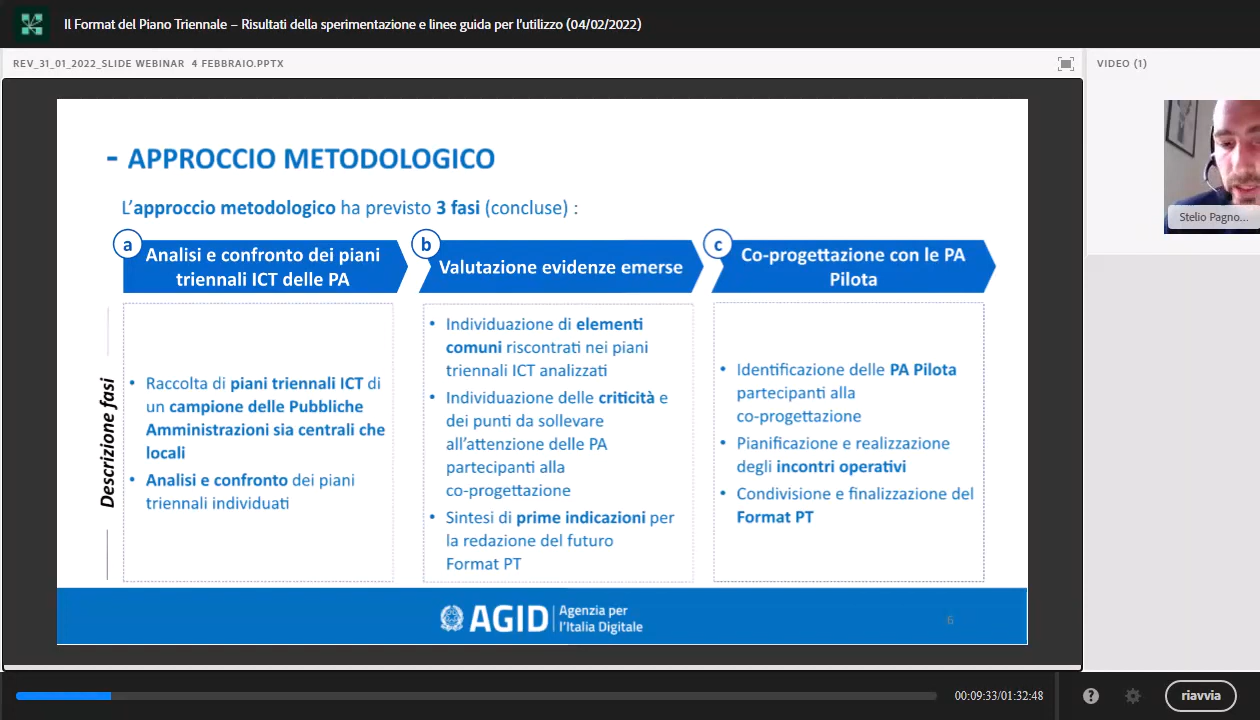 Il Format del Piano Triennale – Risultati della sperimentazione e linee guida per l'utilizzo (04/02/2022)
REV_31_01_2022_SLIDE WEBINAR 4 FEBBRAIO.PPTX
VIDEO (1)
- APPROCCIO METODOLOGICO
L'approccio metodologico ha previsto 3 fasi (concluse) :
a
Analisi e confronto dei piani
triennali ICT delle PA
b
Valutazione evidenze emerse
c
Co-progettazione con le PA
Pilota
Descrizione fasi
• Raccolta di piani triennali ICT di
un campione delle Pubbliche
Amministrazioni sia centrali che
locali
• Analisi e confronto dei piani
triennali individuati
• Individuazione di elementi
comuni riscontrati nei piani
triennali ICT analizzati
• Individuazione delle criticità e
dei punti da sollevare
all'attenzione delle PA
partecipanti alla
co-progettazione
• Sintesi di prime indicazioni per
la redazione del futuro
Format PT
• Identificazione delle PA Pilota
partecipanti alla
co-progettazione
• Pianificazione e realizzazione
degli incontri operativi
• Condivisione e finalizzazione del
Format PT
Stelio Pagno...
AGID
Agenzia per
l'Italia Digitale
6
00:09:33/01:32:48
?
riavvia